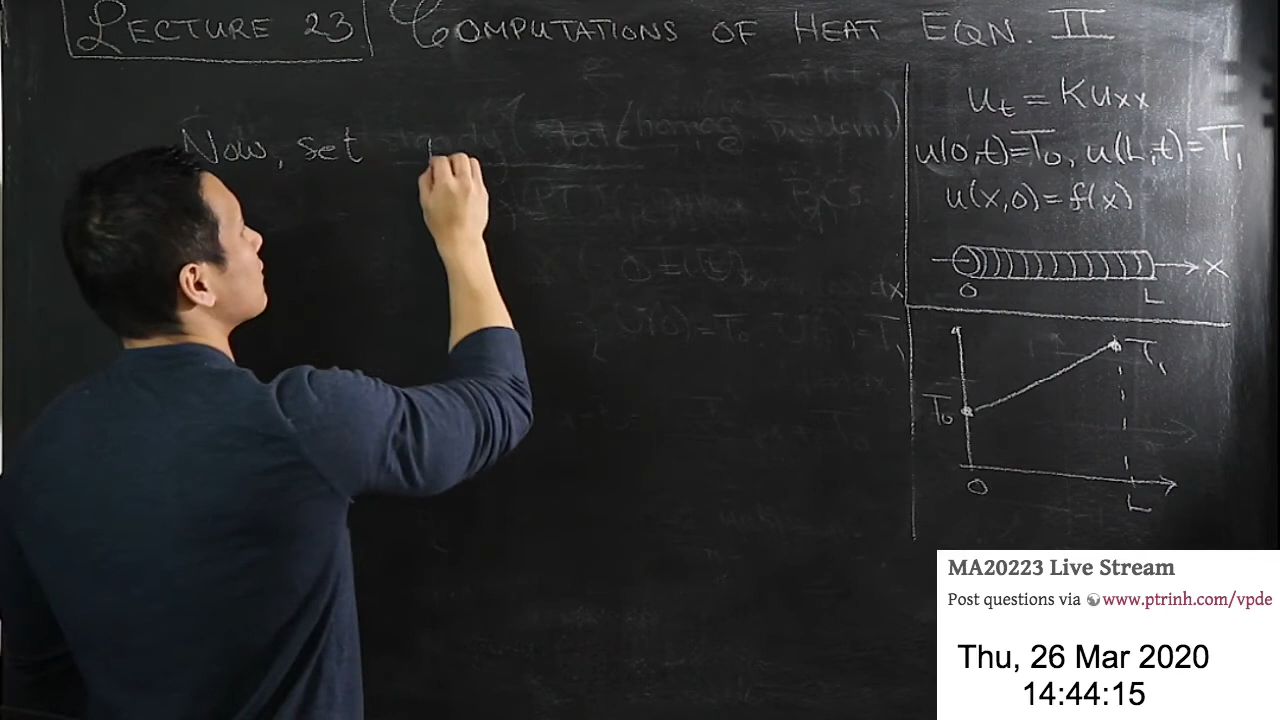 LECTURE 23 COMPUTATIONS OF HEAT EQN. II
Now, set
u_t = K u_xx
u(0,t)=T_0, u(L,t)=T_1
u(x,0)=f(x)
x
0 L
T_1
T_0
0
L
MA20223 Live Stream
Post questions via www.ptrinh.com/vpde
Thu, 26 Mar 2020
14:44:15